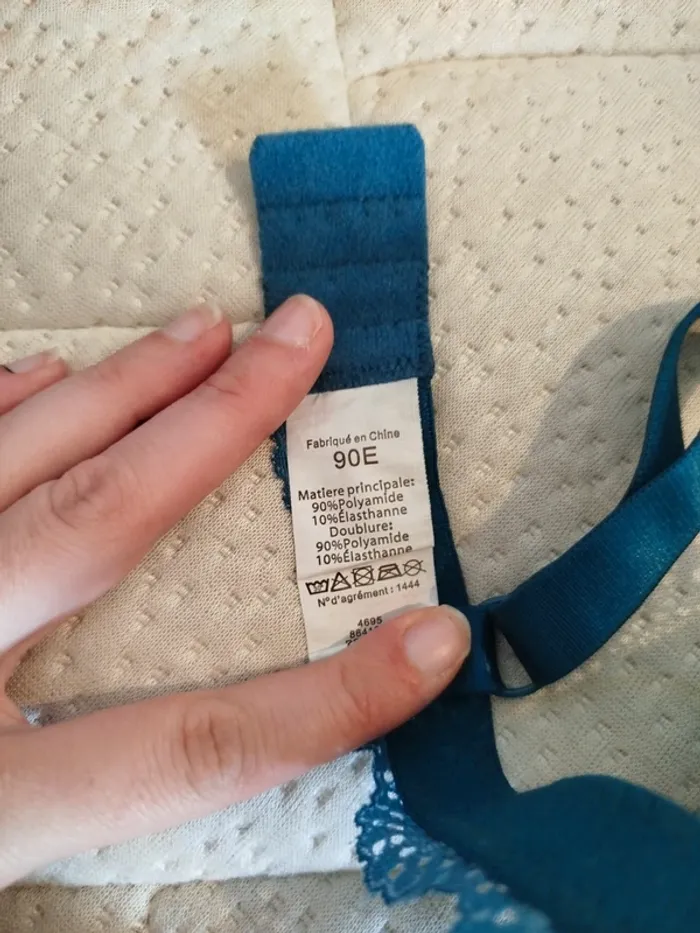 Fabriqué en Chine
90E
Matiere principale:
90%Polyamide
10%Élasthanne
Doublure:
90%Polyamide
10%Élasthanne
N°d'agrément : 1444
4695